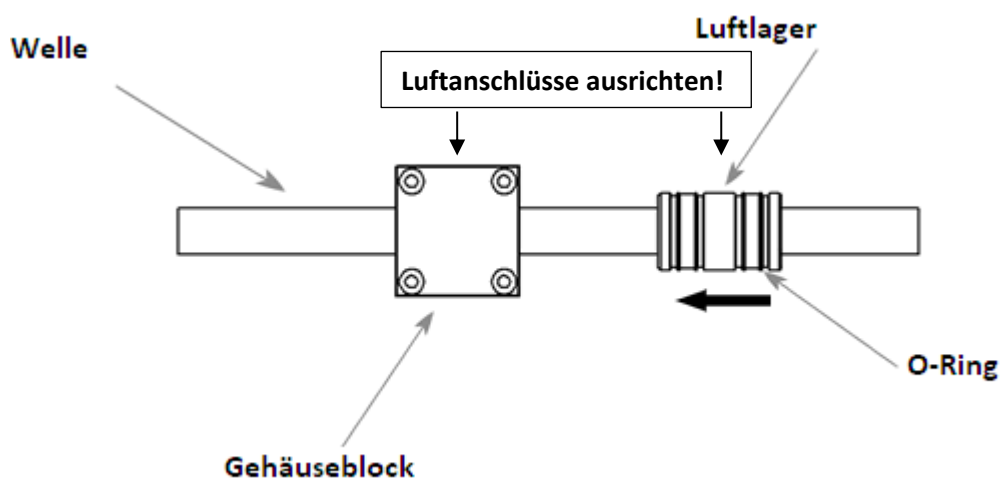 Luftlager
Welle
Luftanschlüsse ausrichten!
O-Ring
Gehäuseblock